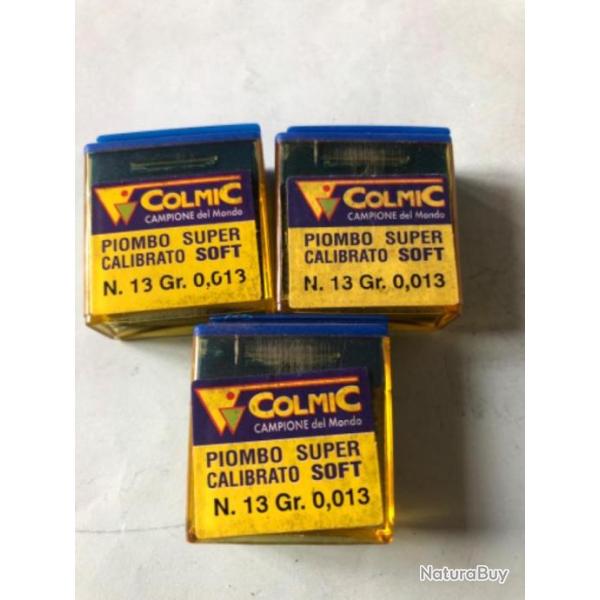 COLMIC
CAMPIONE del Mondo
PIOMBO SUPER
CALIBRATO SOFT
N. 13 Gr. 0,013
COLMIC
CAMPIONE del Mondo
PIOMBO SUPER
CALIBRATO SOFT
N. 13 Gr. 0,013
COLMIC
CAMPIONE del Mondo
PIOMBO SUPER
CALIBRATO SOFT
N. 13 Gr. 0,013
NaturaBuy